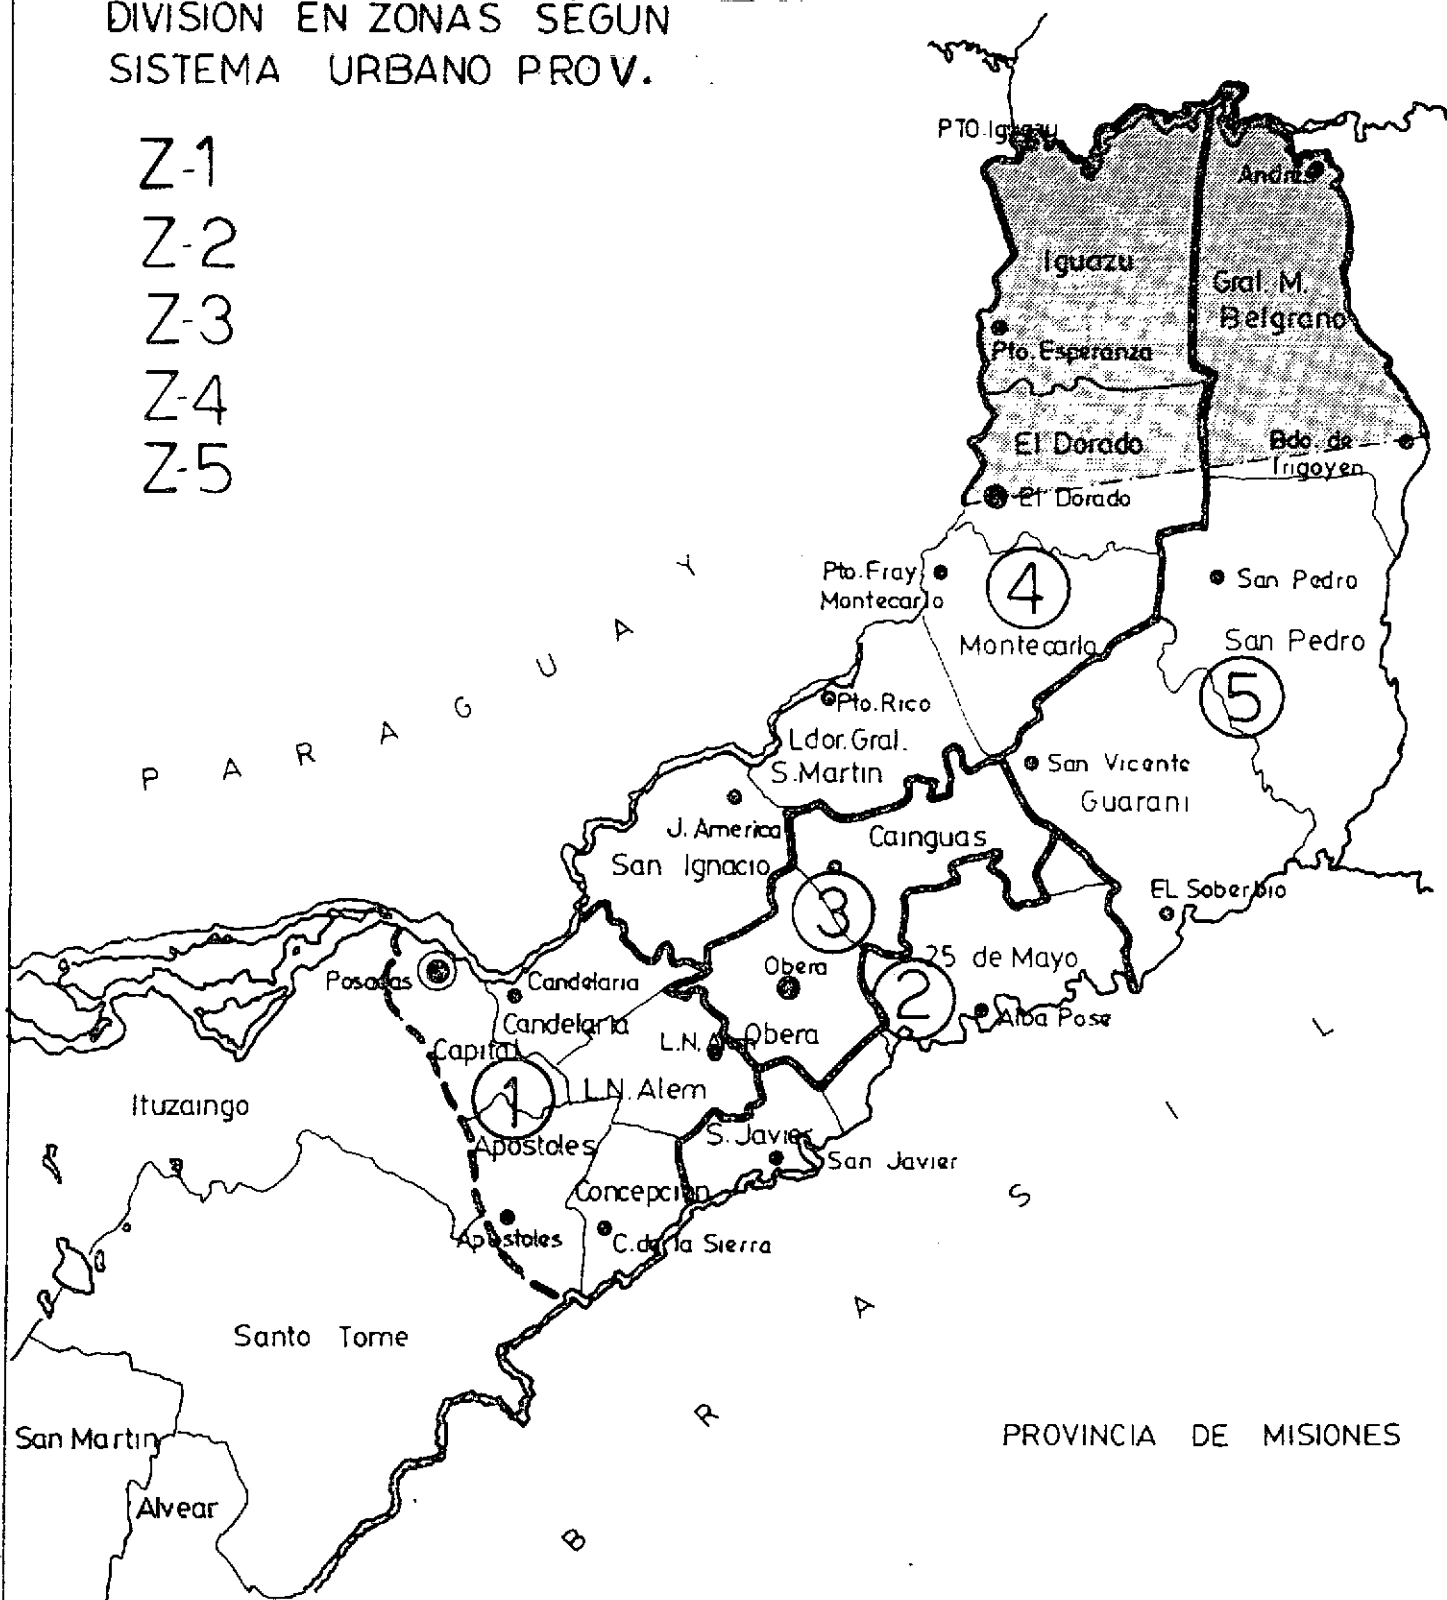 DIVISION EN ZONAS SEGUN
SISTEMA URBANO PROV.
Z-1
Z-2
Z-3
Z-4
Z-5
PTO. Iguazu
Andres
Iguazu
Gral. M.
Belgrano
Pto. Esperanza
El Dorado
Bdo. de
Irigoyen
El Dorado
Pto. Fray
Montecarlo
4
San Pedro
Montecarlo
San Pedro
5
PARAGUAY
Pto. Rico
Ldor. Gral.
S. Martin
San Vicente
Guarani
J. America
San Ignacio
Cainguas
EL Soberbio
3
25 de Mayo
Posadas
Candelaria
Obera
2
Alba Pose
Candelaria
Capital
L.N. Alem
Obera
Ituzaingo
1
L.N. Alem
Apostoles
S. Javier
San Javier
Concepcion
Apostoles
C. de la Sierra
Santo Tome
BRASIL
San Martin
Alvear
PROVINCIA DE MISIONES